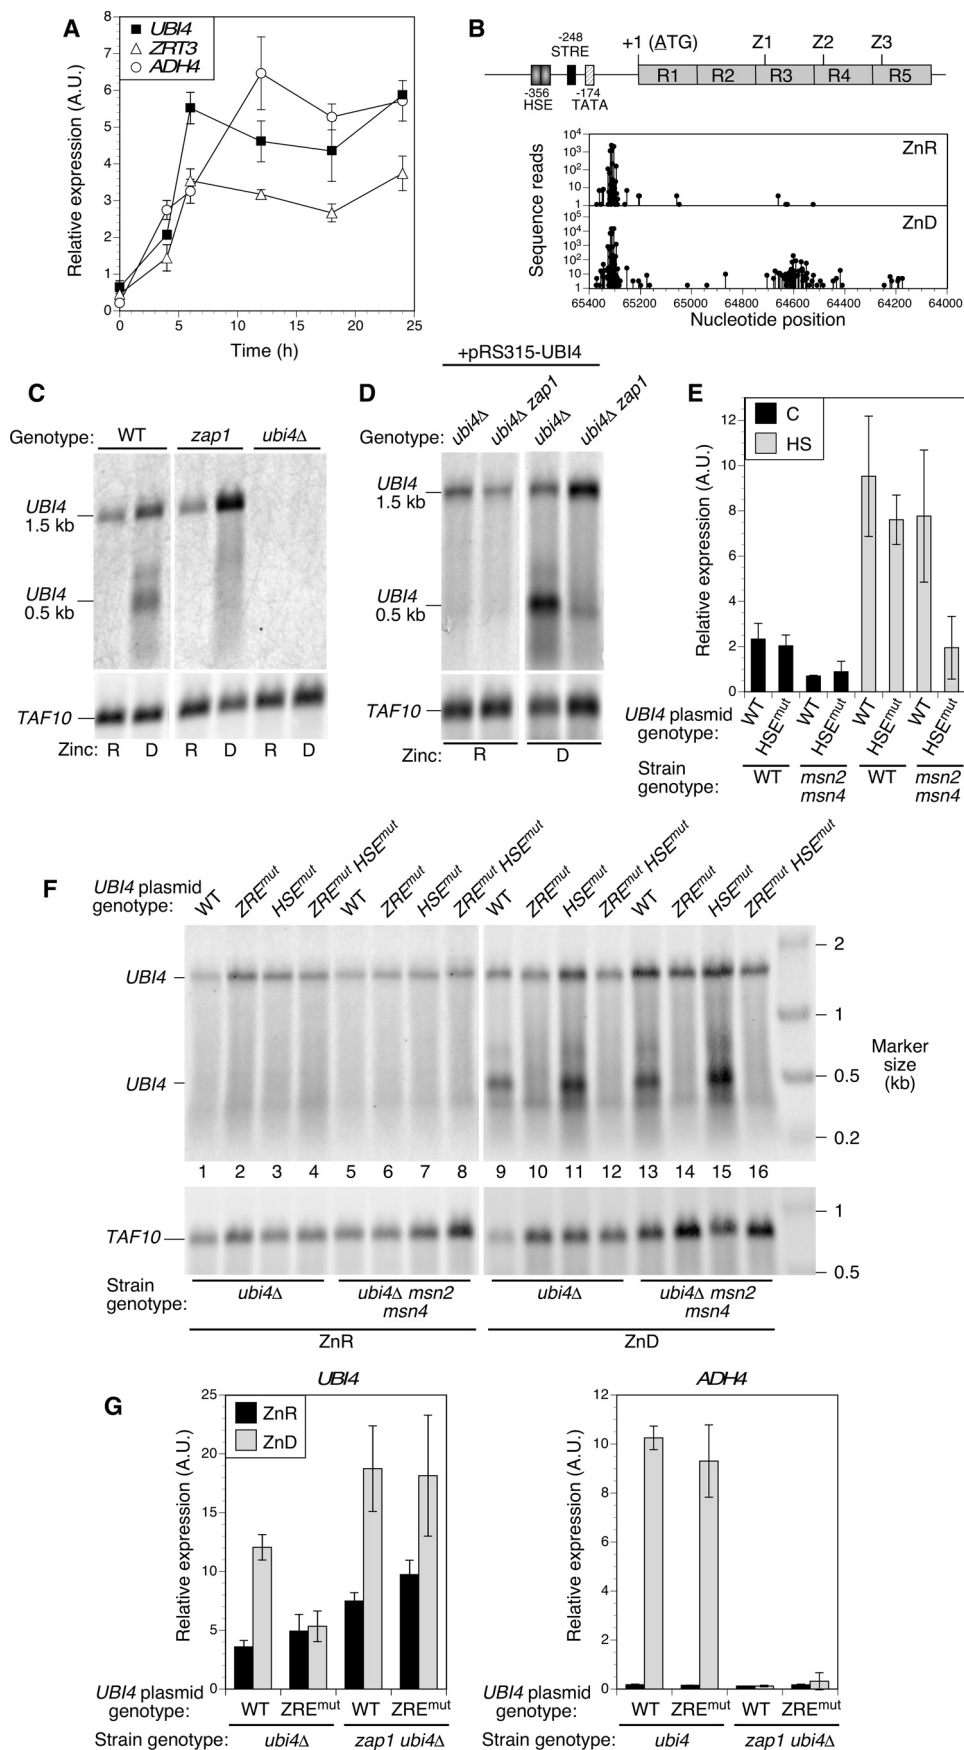 A
UBI4
ZRT3
ADH4
Relative expression (A.U.)
8
7
6
5
4
3
2
1
0
0 5 10 15 20 25
Time (h)
B
-248
STRE
+1 (ATG) Z1 Z2 Z3
R1 R2 R3 R4 R5
-356
HSE
-174
TATA
Sequence reads
10⁴
10³
10
1
ZnR
10⁵
10⁴
10³
10²
10
1
ZnD
65400 65200 65000 64800 64600 64400 64200 64000
Nucleotide position
C
Genotype: WT zap1 ubi4Δ
UBI4
1.5 kb
UBI4
0.5 kb
TAF10
Zinc: R D R D R D
D
+pRS315-UBI4
Genotype: ubi4Δ ubi4Δ zap1 ubi4Δ ubi4Δ zap1
UBI4
1.5 kb
UBI4
0.5 kb
TAF10
Zinc: R D
E
C
HS
Relative expression (A.U.)
12
10
8
6
4
2
0
UBI4 plasmid
genotype:
WT HSEmut WT HSEmut WT HSEmut WT HSEmut
Strain
genotype:
WT msn2 msn4 WT msn2 msn4
F
UBI4 plasmid
genotype:
WT ZREmut HSEmut ZREmut HSEmut WT ZREmut HSEmut ZREmut HSEmut WT ZREmut HSEmut ZREmut HSEmut WT ZREmut HSEmut ZREmut HSEmut
UBI4
UBI4
2
1
0.5
0.2
Marker
size
(kb)
1 2 3 4 5 6 7 8 9 10 11 12 13 14 15 16
TAF10
1
0.5
Strain
genotype:
ubi4Δ ubi4Δ msn2 msn4 ubi4Δ ubi4Δ msn2 msn4
ZnR ZnD
G
UBI4
ZnR
ZnD
Relative expression (A.U.)
25
20
15
10
5
0
UBI4 plasmid
genotype:
WT ZREmut WT ZREmut
Strain genotype: ubi4Δ zap1 ubi4Δ
ADH4
Relative expression (A.U.)
12
10
8
6
4
2
0
UBI4 plasmid
genotype:
WT ZREmut WT ZREmut
Strain genotype: ubi4 zap1 ubi4Δ